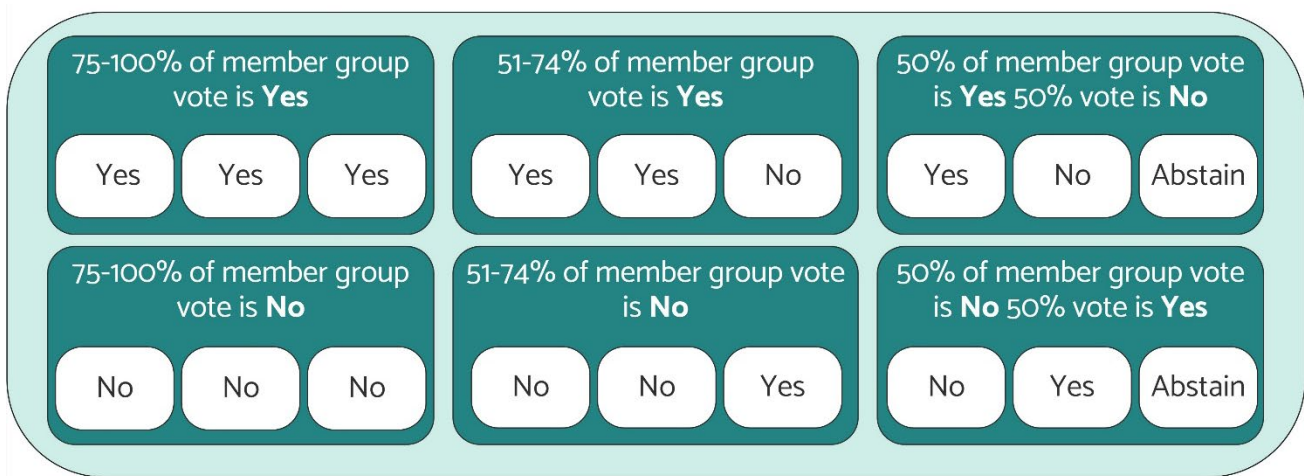 75-100% of member group
vote is Yes
Yes
Yes
Yes
51-74% of member group
vote is Yes
Yes
Yes
No
50% of member group vote
is Yes 50% vote is No
Yes
No
Abstain
75-100% of member group
vote is No
No
No
No
51-74% of member group vote
is No
No
No
Yes
50% of member group vote
is No 50% vote is Yes
No
Yes
Abstain